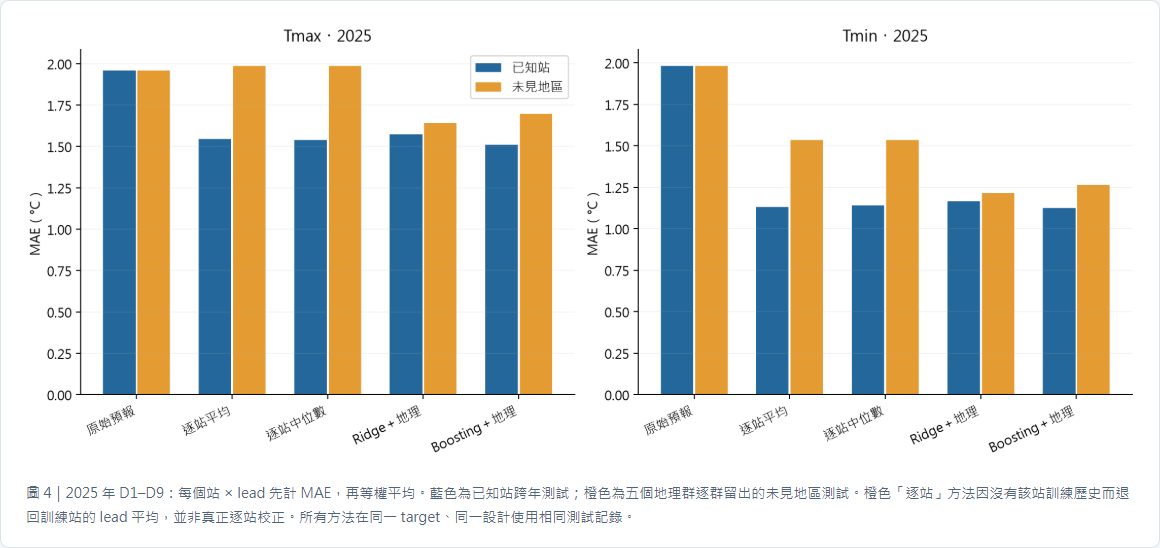 Tmax · 2025
已知站
未見地區
2.00
1.75
1.50
1.25
1.00
0.75
0.50
0.25
0.00
MAE（°C）
原始預報
逐站平均
逐站中位數
Ridge + 地理
Boosting + 地理
Tmin · 2025
2.00
1.75
1.50
1.25
1.00
0.75
0.50
0.25
0.00
MAE（°C）
原始預報
逐站平均
逐站中位數
Ridge + 地理
Boosting + 地理
圖 4｜2025 年 D1–D9：每個站 × lead 先計 MAE，再等權平均。藍色為已知站跨年測試；橙色為五個地理群逐群留出的未見地區測試。橙色「逐站」方法因沒有該站訓練歷史而退
回訓練站的 lead 平均，並非真正逐站校正。所有方法在同一 target、同一設計使用相同測試記錄。